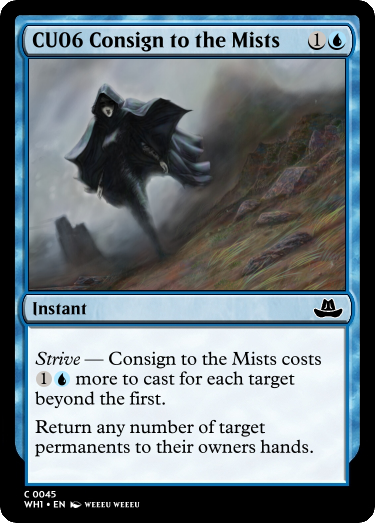 CU06 Consign to the Mists 1
Instant
Strive — Consign to the Mists costs
1 more to cast for each target
beyond the first.
Return any number of target
permanents to their owners hands.
C 0045
WH1 • EN WEEEU WEEEU